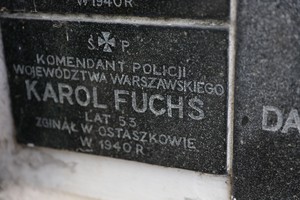 W 1940 R
Ś P
KOMENDANT POLICJI
WOJEWÓDZTWA WARSZAWSKIEGO
KAROL FUCHS
LAT 53
ZGINĄŁ W OSTASZKOWIE
W 1940 R
DA